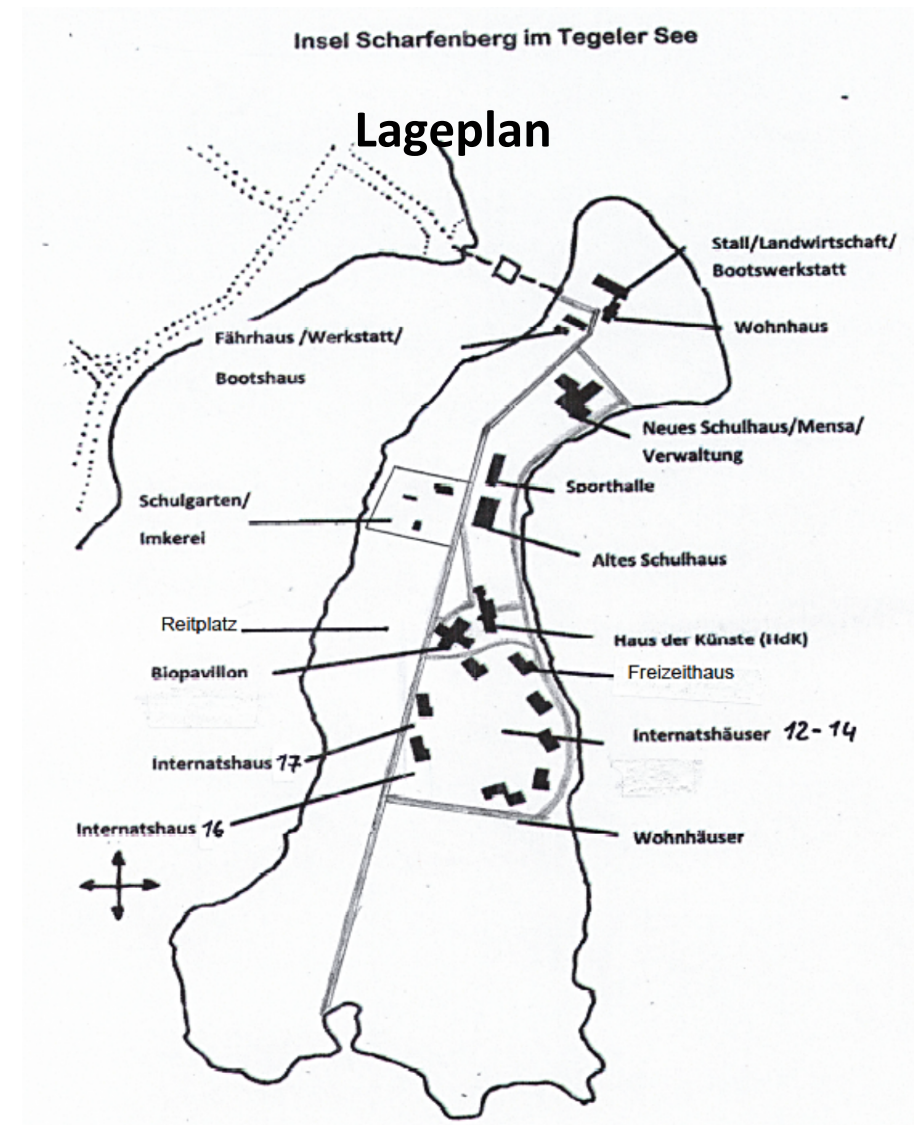 Insel Scharfenberg im Tegeler See
Lageplan
Stall/Landwirtschaft/
Bootswerkstatt
Wohnhaus
Fährhaus /Werkstatt/
Bootshaus
Neues Schulhaus/Mensa/
Verwaltung
Sporthalle
Schulgarten/
Imkerei
Altes Schulhaus
Reitplatz
Haus der Künste (HdK)
Biopavillon
Freizeithaus
Internatshäuser 12-14
Internatshaus 17
Internatshaus 16
Wohnhäuser